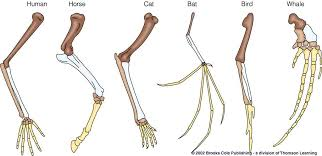 Human Horse Cat Bat Bird Whale
© 2002 Brooks Cole Publishing - a division of Thomson Learning